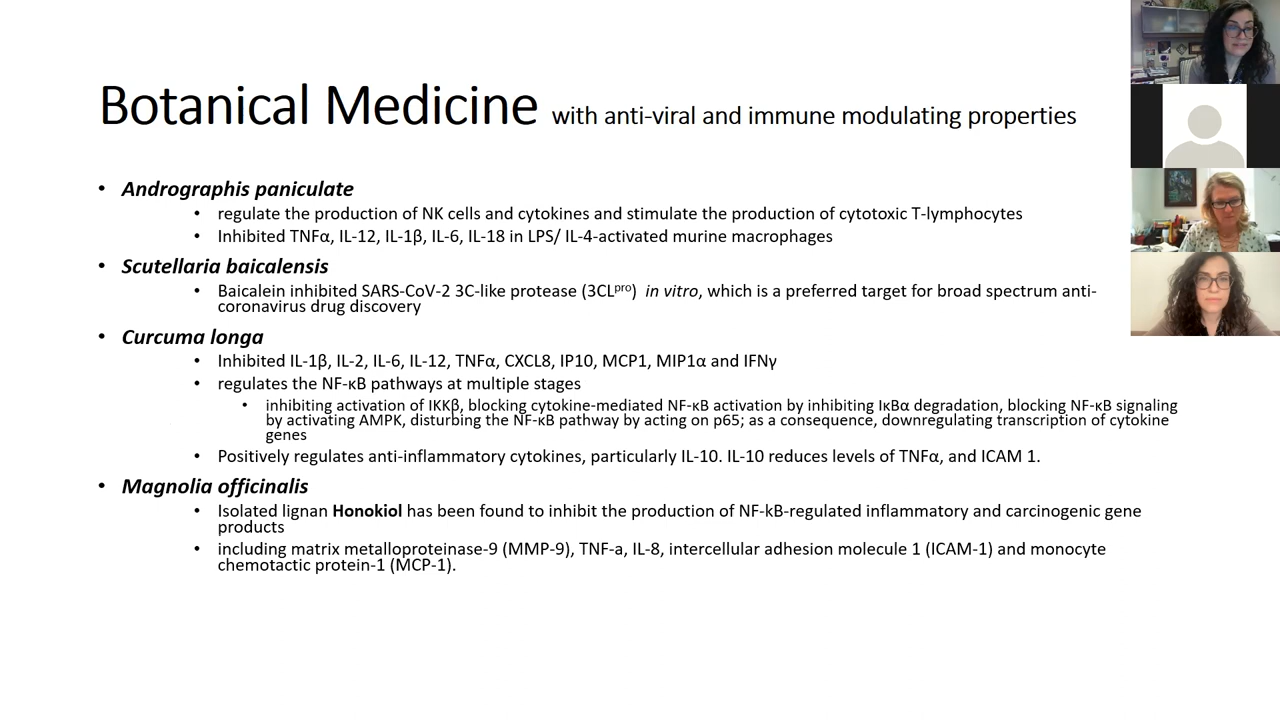 Botanical Medicine with anti-viral and immune modulating properties
• Andrographis paniculate
• regulate the production of NK cells and cytokines and stimulate the production of cytotoxic T-lymphocytes
• Inhibited TNFα, IL-12, IL-1β, IL-6, IL-18 in LPS/ IL-4-activated murine macrophages
• Scutellaria baicalensis
• Baicalein inhibited SARS-CoV-2 3C-like protease (3CLᵖʳᵒ) in vitro, which is a preferred target for broad spectrum anti-
coronavirus drug discovery
• Curcuma longa
• Inhibited IL-1β, IL-2, IL-6, IL-12, TNFα, CXCL8, IP10, MCP1, MIP1α and IFNγ
• regulates the NF-κB pathways at multiple stages
• inhibiting activation of IKKβ, blocking cytokine-mediated NF-κB activation by inhibiting IκBα degradation, blocking NF-κB signaling
by activating AMPK, disturbing the NF-κB pathway by acting on p65; as a consequence, downregulating transcription of cytokine
genes
• Positively regulates anti-inflammatory cytokines, particularly IL-10. IL-10 reduces levels of TNFα, and ICAM 1.
• Magnolia officinalis
• Isolated lignan Honokiol has been found to inhibit the production of NF-kB-regulated inflammatory and carcinogenic gene
products
• including matrix metalloproteinase-9 (MMP-9), TNF-a, IL-8, intercellular adhesion molecule 1 (ICAM-1) and monocyte
chemotactic protein-1 (MCP-1).